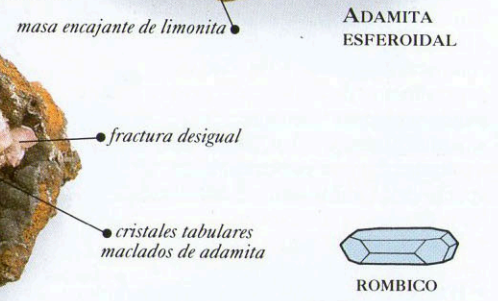 masa encajante de limonita
ADAMITA
ESFEROIDAL
fractura desigual
cristales tabulares
maclados de adamita
ROMBICO